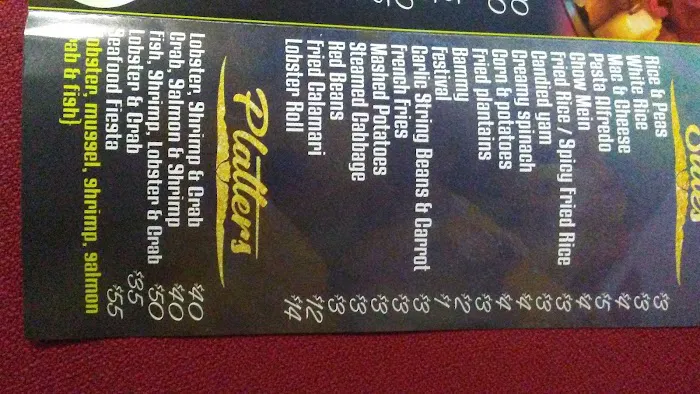 Sides
Rice & Peas $3
White Rice $3
Mac & Cheese $4
Pasta Alfredo $5
Chow Mein $4
Fried Rice / Spicy Fried Rice $3
Candied yam $3
Creamy spinach $4
Corn & potatoes $4
Fried plantains $3
Bammy $2
Festival $1
Garlic String Beans & Carrot $3
French Fries $3
Mashed Potatoes $3
Steamed Cabbage $3
Red Beans $3
Fried Calamari $12
Lobster Roll $14
Platters
Lobster, Shrimp & Crab $40
Crab, Salmon & Shrimp $40
Fish, Shrimp, Lobster & Crab $50
Lobster & Crab $35
Seafood Fiesta $55
lobster, mussel, shrimp, salmon
rab & fish)